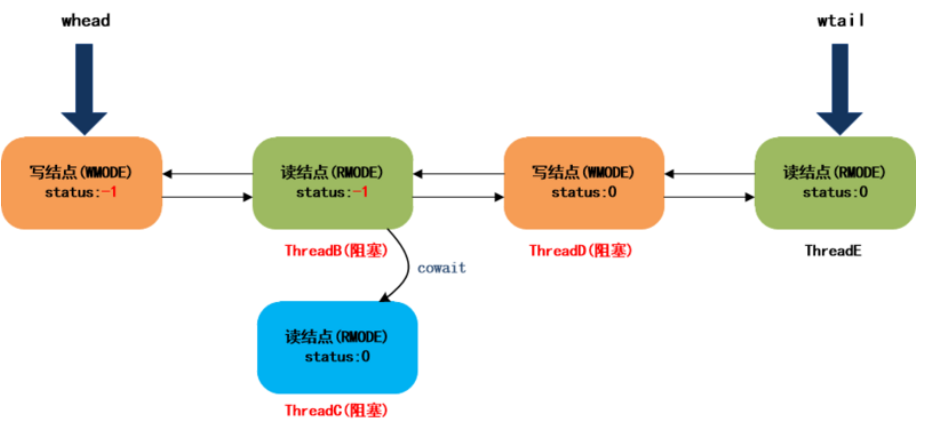 whead
wtail
写结点(WMODE)
status:-1
读结点(RMODE)
status:-1
写结点(WMODE)
status:0
读结点(RMODE)
status:0
ThreadB(阻塞)
ThreadD(阻塞)
ThreadE
cowait
读结点(RMODE)
status:0
ThreadC(阻塞)